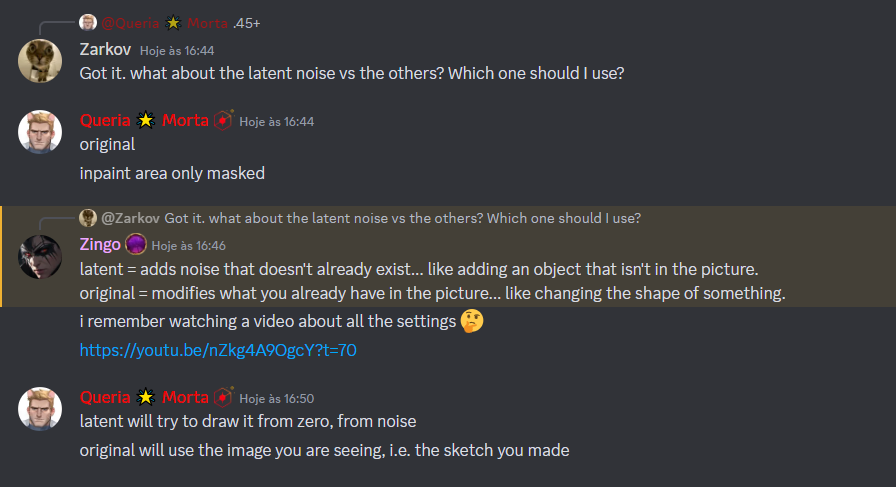 @Queria Morta .45+
Zarkov Hoje às 16:44
Got it. what about the latent noise vs the others? Which one should I use?
Queria Morta Hoje às 16:44
original
inpaint area only masked
@Zarkov Got it. what about the latent noise vs the others? Which one should I use?
Zingo Hoje às 16:46
latent = adds noise that doesn't already exist... like adding an object that isn't in the picture.
original = modifies what you already have in the picture... like changing the shape of something.
i remember watching a video about all the settings 🤔
https://youtu.be/nZkg4A9OgcY?t=70
Queria Morta Hoje às 16:50
latent will try to draw it from zero, from noise
original will use the image you are seeing, i.e. the sketch you made